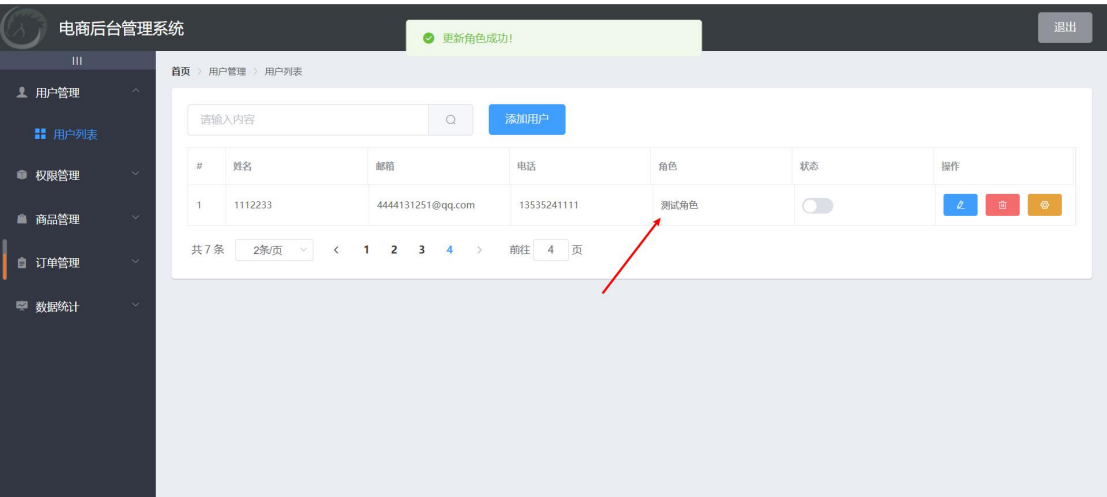 电商后台管理系统
更新角色成功！
退出
首页 > 用户管理 > 用户列表
用户管理
用户列表
权限管理
商品管理
订单管理
数据统计
请输入内容
添加用户
# 姓名 邮箱 电话 角色 状态 操作
1 1112233 4444131251@qq.com 13535241111 测试角色
共 7 条 2条/页 < 1 2 3 4 > 前往 4 页